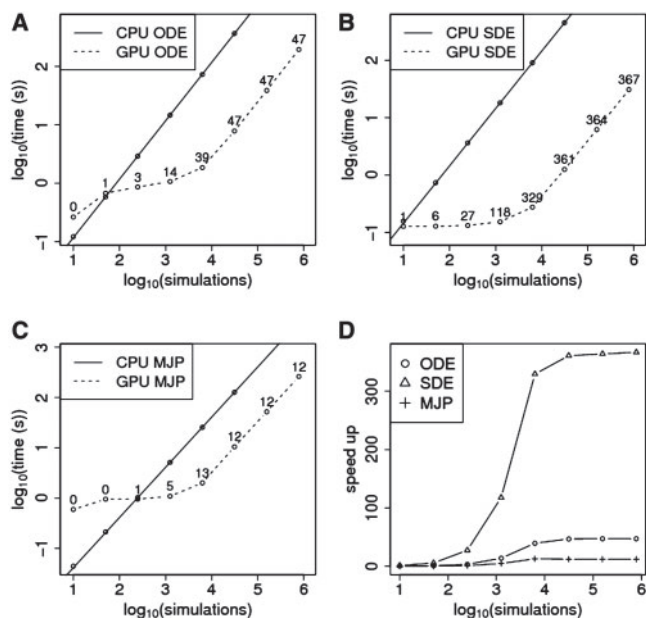 A
CPU ODE
GPU ODE
log10(time (s))
−1 0 1 2
0 1 3 14 39 47 47 47
1 2 3 4 5 6
log10(simulations)
B
CPU SDE
GPU SDE
log10(time (s))
−1 0 1 2
1 6 27 118 329 361 364 367
1 2 3 4 5 6
log10(simulations)
C
CPU MJP
GPU MJP
log10(time (s))
−1 0 1 2 3
0 0 1 5 13 12 12 12
1 2 3 4 5 6
log10(simulations)
D
ODE
SDE
MJP
speed up
0 100 300
1 2 3 4 5 6
log10(simulations)